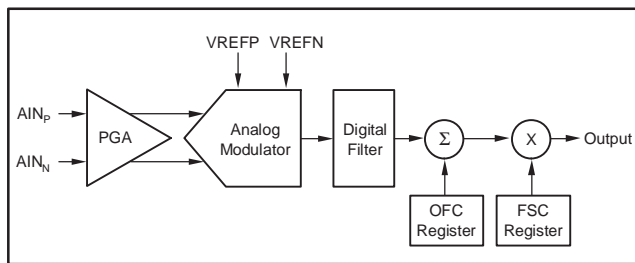 VREFP VREFN
AINP
AINN
PGA
Analog
Modulator
Digital
Filter
Σ
X
Output
OFC
Register
FSC
Register